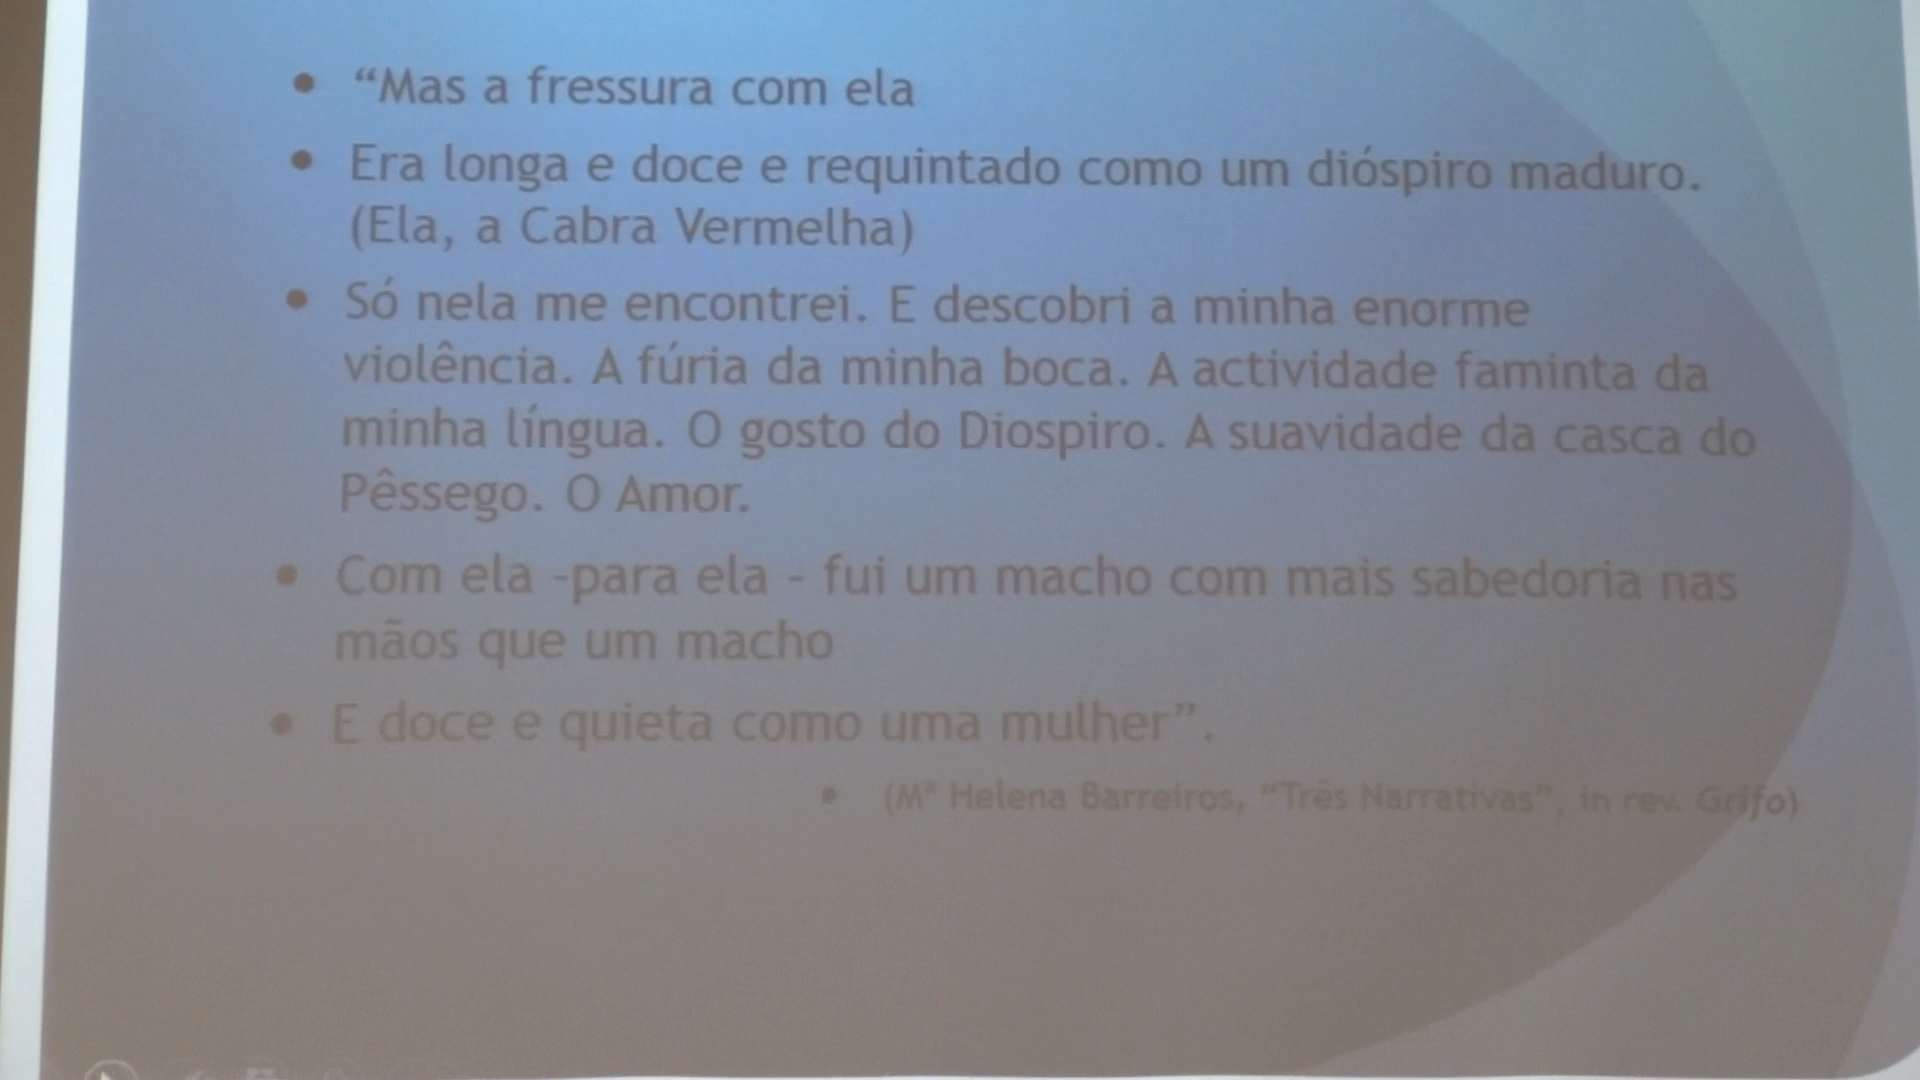 • “Mas a fressura com ela
• Era longa e doce e requintado como um dióspiro maduro.
(Ela, a Cabra Vermelha)
• Só nela me encontrei. E descobri a minha enorme
violência. A fúria da minha boca. A actividade faminta da
minha língua. O gosto do Diospiro. A suavidade da casca do
Pêssego. O Amor.
• Com ela -para ela - fui um macho com mais sabedoria nas
mãos que um macho
• E doce e quieta como uma mulher”.
• (Mª Helena Barreiros, “Três Narrativas”, in rev. Grifo)